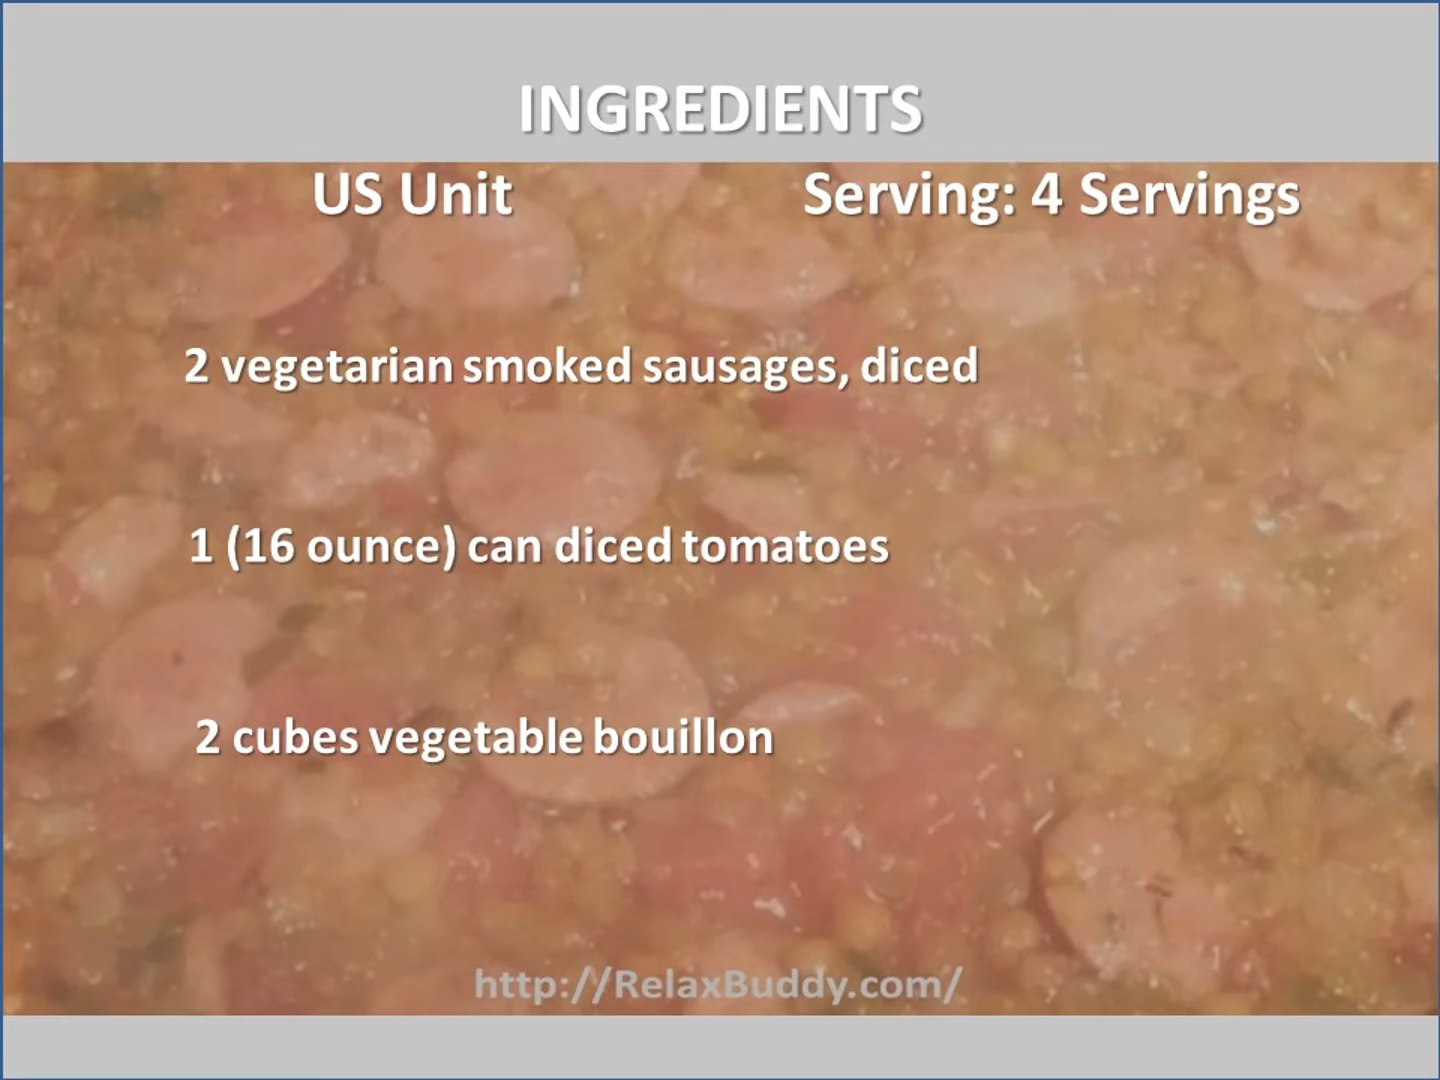 INGREDIENTS
US Unit
Serving: 4 Servings
2 vegetarian smoked sausages, diced
1 (16 ounce) can diced tomatoes
2 cubes vegetable bouillon
http://RelaxBuddy.com/